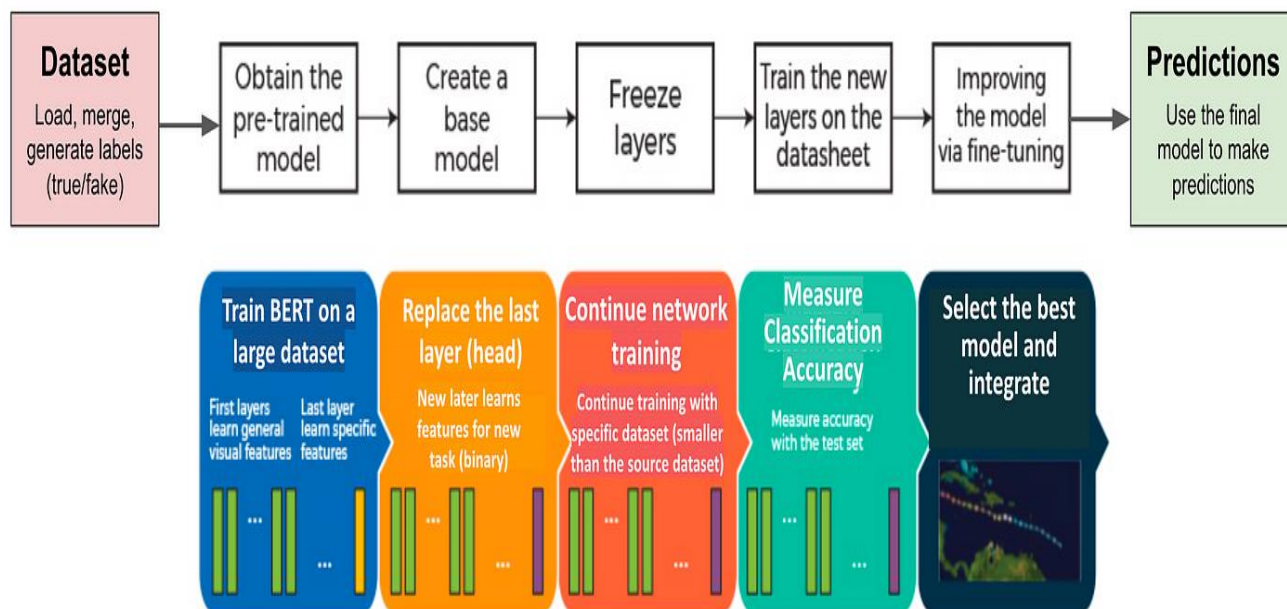 Dataset
Load, merge,
generate labels
(true/fake)
Obtain the
pre-trained
model
Create a
base
model
Freeze
layers
Train the new
layers on the
datasheet
Improving
the model
via fine-tuning
Predictions
Use the final
model to make
predictions
Train BERT on a
large dataset
First layers
learn general
visual features
Last layer
learn specific
features
...
...
Replace the last
layer (head)
New later learns
features for new
task (binary)
...
...
Continue network
training
Continue training with
specific dataset (smaller
than the source dataset)
...
...
Measure
Classification
Accuracy
Measure accuracy
with the test set
...
...
Select the best
model and
integrate